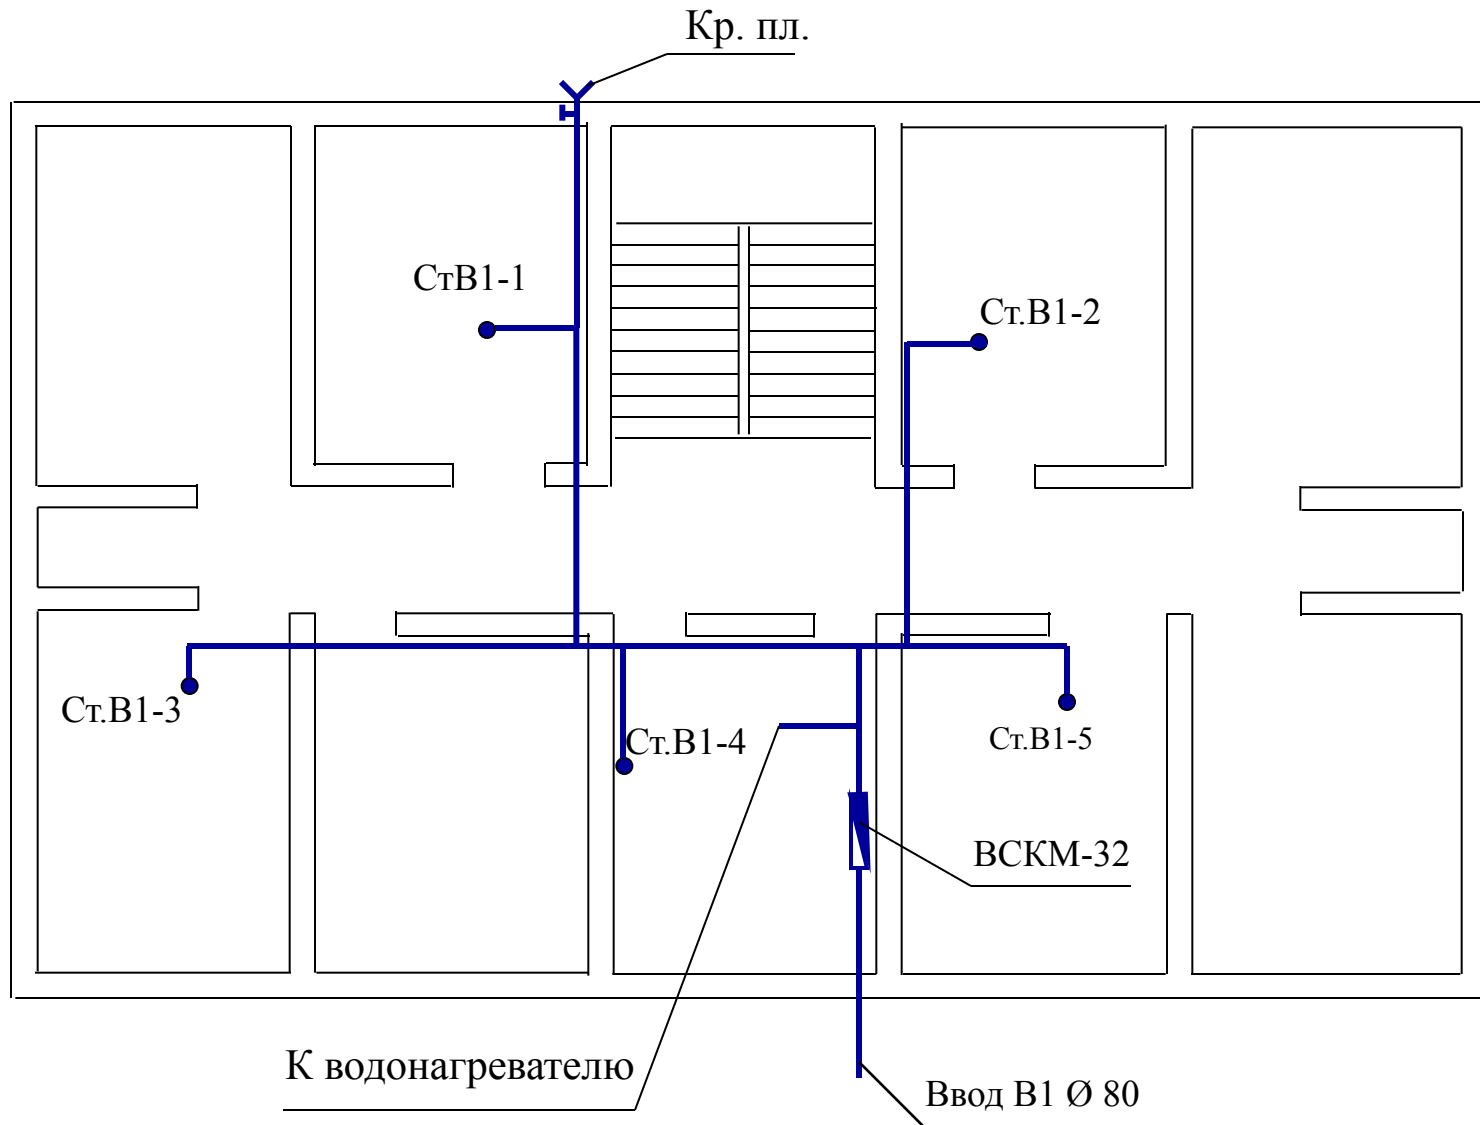 Кр. пл.
СтВ1-1
Ст.В1-2
Ст.В1-3
Ст.В1-4
Ст.В1-5
ВСКМ-32
К водонагревателю
Ввод В1 Ø 80